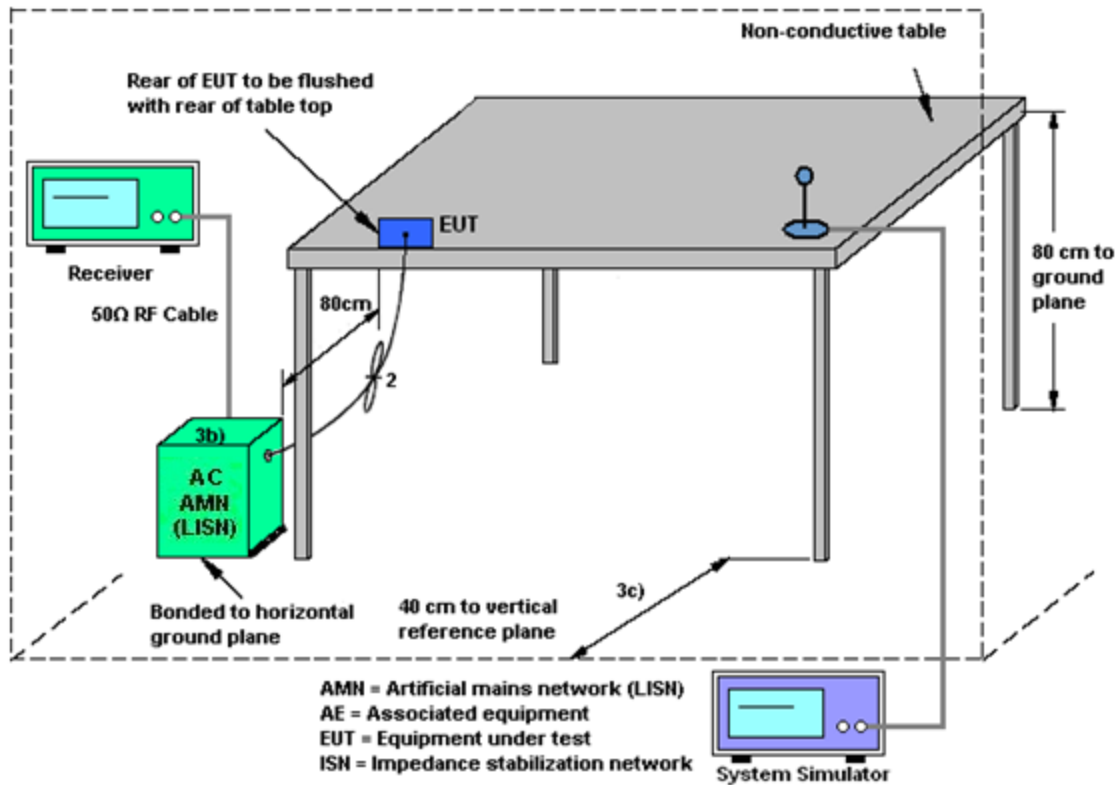 Non-conductive table
Rear of EUT to be flushed
with rear of table top
EUT
Receiver
80cm
80 cm to
ground
plane
50Ω RF Cable
2
3b)
AC
AMN
(LISN)
3c)
Bonded to horizontal
ground plane
40 cm to vertical
reference plane
AMN = Artificial mains network (LISN)
AE = Associated equipment
EUT = Equipment under test
ISN = Impedance stabilization network
System Simulator